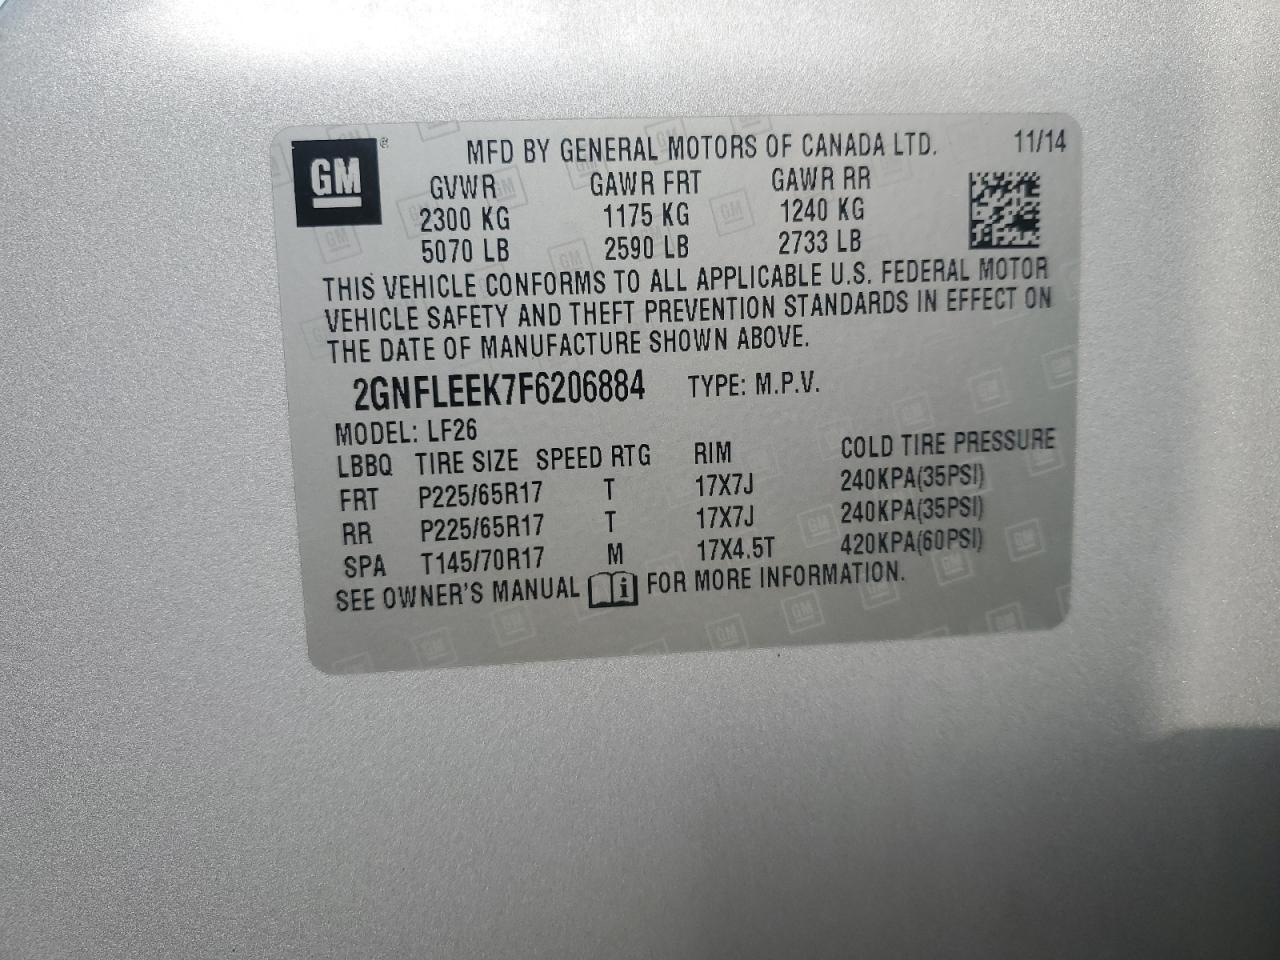 GM ® MFD BY GENERAL MOTORS OF CANADA LTD. 11/14
GVWR GAWR FRT GAWR RR
2300 KG 1175 KG 1240 KG
5070 LB 2590 LB 2733 LB
THIS VEHICLE CONFORMS TO ALL APPLICABLE U.S. FEDERAL MOTOR
VEHICLE SAFETY AND THEFT PREVENTION STANDARDS IN EFFECT ON
THE DATE OF MANUFACTURE SHOWN ABOVE.
2GNFLEEK7F6206884 TYPE: M.P.V.
MODEL: LF26
LBBQ TIRE SIZE SPEED RTG RIM COLD TIRE PRESSURE
FRT P225/65R17 T 17X7J 240KPA(35PSI)
RR P225/65R17 T 17X7J 240KPA(35PSI)
SPA T145/70R17 M 17X4.5T 420KPA(60PSI)
SEE OWNER'S MANUAL i FOR MORE INFORMATION.